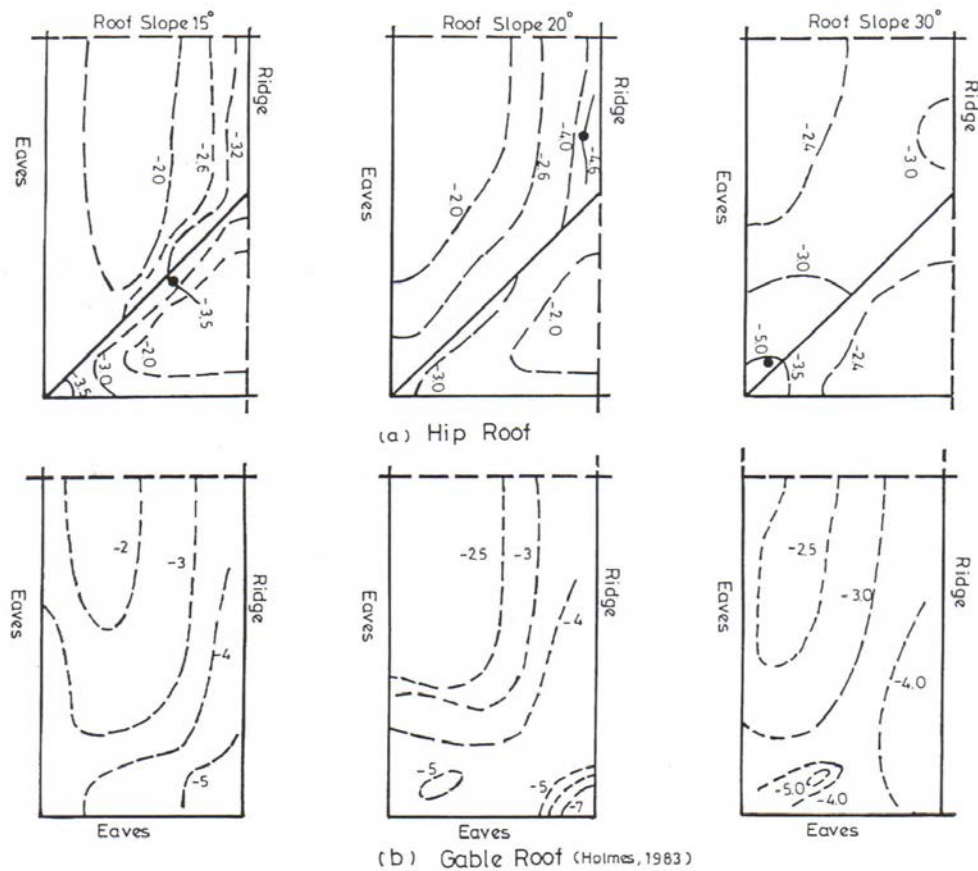 Roof Slope 15°
Roof Slope 20°
Roof Slope 30°
Eaves
-2.0
-2.6
-32
Ridge
-3.5
-2.0
-3.0
-3.5
Eaves
-2.0
-2.6
-4.0
-4.6
Ridge
-2.0
-3.0
-2.4
-3.0
Ridge
Eaves
-3.0
-5.0
-3.5
-2.4
(a) Hip Roof
Eaves
-2
-3
-4
-5
Ridge
Eaves
Eaves
-25
-3
-4
-5
-5
-7
Ridge
Eaves
Eaves
-2.5
-3.0
-4.0
-5.0
-4.0
Ridge
Eaves
(b) Gable Roof (Holmes, 1983)